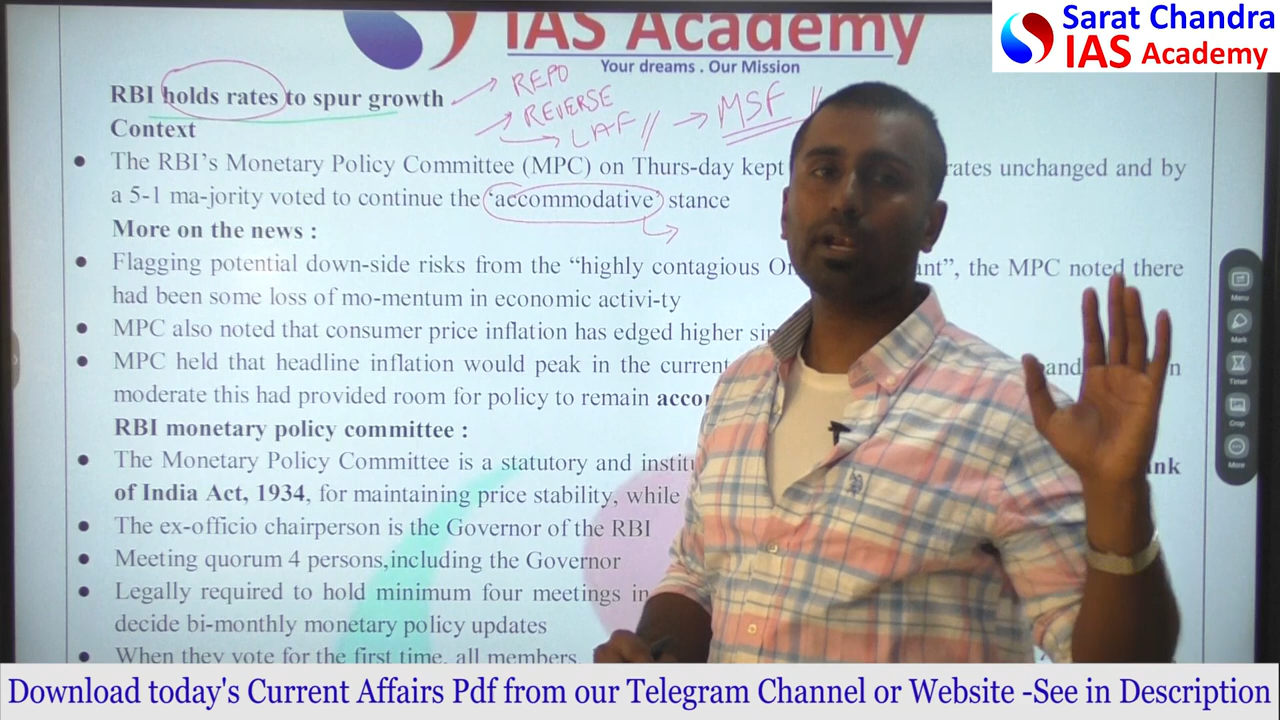 Sarat Chandra
IAS Academy
IAS Academy
Your dreams . Our Mission
RBI holds rates to spur growth
REPO
REVERSE
LAF
MSF
Context
The RBI's Monetary Policy Committee (MPC) on Thurs-day kept rates unchanged and by
a 5-1 ma-jority voted to continue the 'accommodative' stance
More on the news :
Flagging potential down-side risks from the “highly contagious the MPC noted there
had been some loss of mo-mentum in economic activi-ty
MPC also noted that consumer price inflation has edged higher
MPC held that headline inflation would peak in the current
moderate this had provided room for policy to remain
RBI monetary policy committee :
The Monetary Policy Committee is a statutory and
of India Act, 1934, for maintaining price stability, while
The ex-officio chairperson is the Governor of the RBI
Meeting quorum 4 persons,including the Governor
Legally required to hold minimum four meetings in
decide bi-monthly monetary policy updates
When they vote for the first time, all members
Menu
Mark
Timer
Crop
More
Download today's Current Affairs Pdf from our Telegram Channel or Website -See in Description